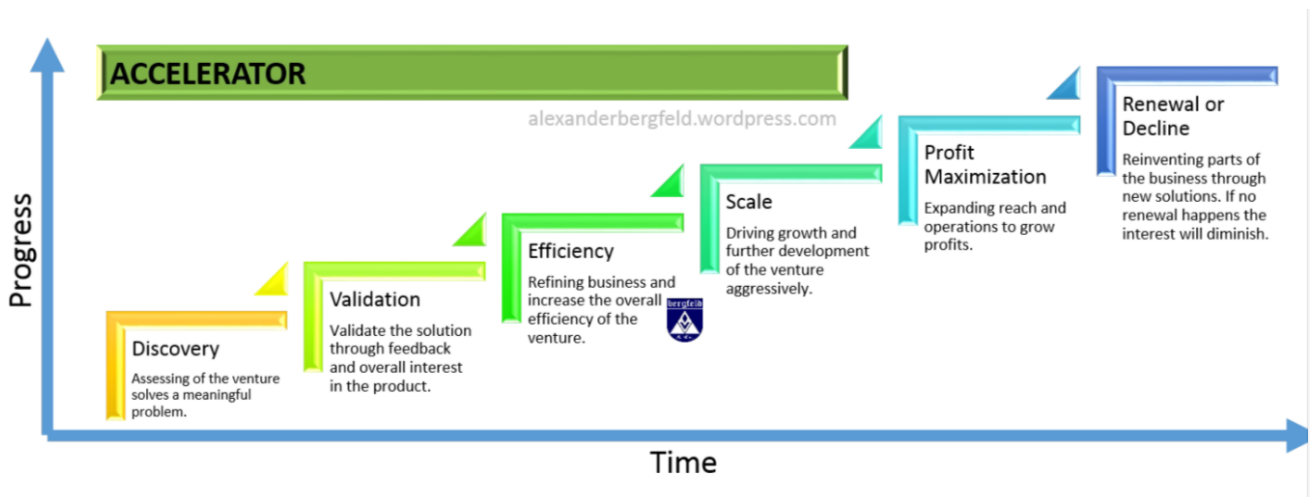 ACCELERATOR
alexanderbergfeld.wordpress.com
Progress
Discovery
Assessing of the venture
solves a meaningful
problem.
Validation
Validate the solution
through feedback
and overall interest
in the product.
Efficiency
Refining business and
increase the overall
efficiency of the
venture.
bergfeld
Scale
Driving growth and
further development
of the venture
aggressively.
Profit
Maximization
Expanding reach and
operations to grow
profits.
Renewal or
Decline
Reinventing parts of
the business through
new solutions. If no
renewal happens the
interest will diminish.
Time